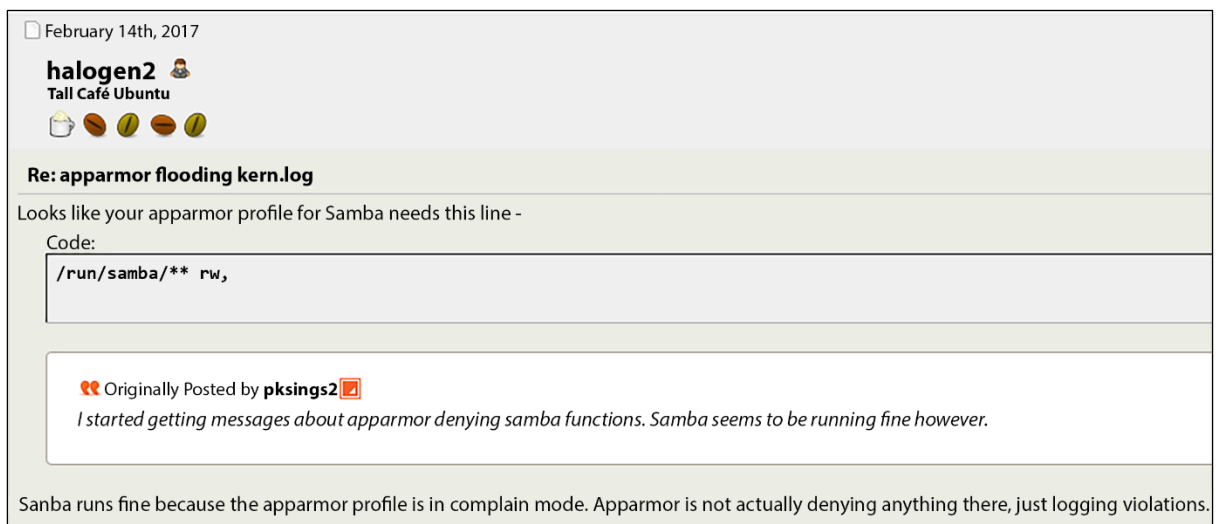 February 14th, 2017
halogen2
Tall Café Ubuntu
Re: apparmor flooding kern.log
Looks like your apparmor profile for Samba needs this line -
Code:
/run/samba/** rw,
Originally Posted by pksings2
I started getting messages about apparmor denying samba functions. Samba seems to be running fine however.
Sanba runs fine because the apparmor profile is in complain mode. Apparmor is not actually denying anything there, just logging violations.